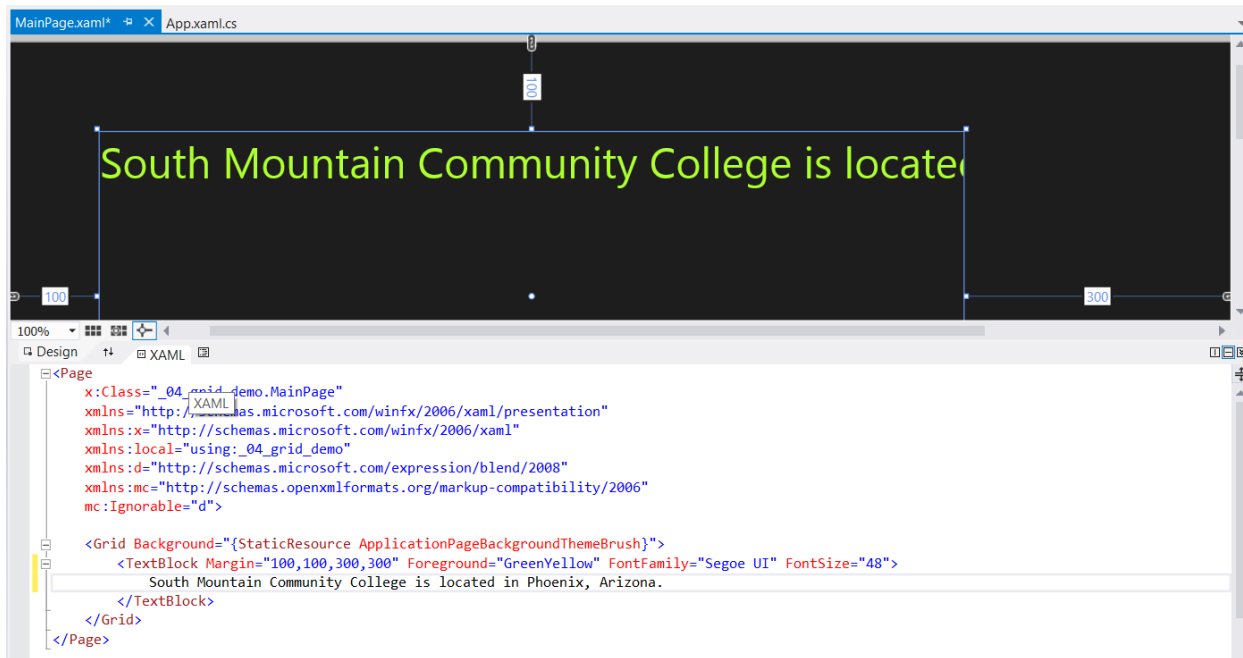 MainPage.xaml* App.xaml.cs
100
South Mountain Community College is located
100 300
100%
Design XAML
<Page
x:Class="_04_grid_demo.MainPage"
XAML
xmlns="http://schemas.microsoft.com/winfx/2006/xaml/presentation"
xmlns:x="http://schemas.microsoft.com/winfx/2006/xaml"
xmlns:local="using:_04_grid_demo"
xmlns:d="http://schemas.microsoft.com/expression/blend/2008"
xmlns:mc="http://schemas.openxmlformats.org/markup-compatibility/2006"
mc:Ignorable="d">
<Grid Background="{StaticResource ApplicationPageBackgroundThemeBrush}">
<TextBlock Margin="100,100,300,300" Foreground="GreenYellow" FontFamily="Segoe UI" FontSize="48">
South Mountain Community College is located in Phoenix, Arizona.
</TextBlock>
</Grid>
</Page>